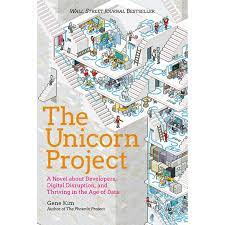 WALL STREET JOURNAL BESTSELLER
The
Unicorn
Project
A Novel about Developers,
Digital Disruption, and
Thriving in the Age of Data
Gene Kim
Author of The Phoenix Project